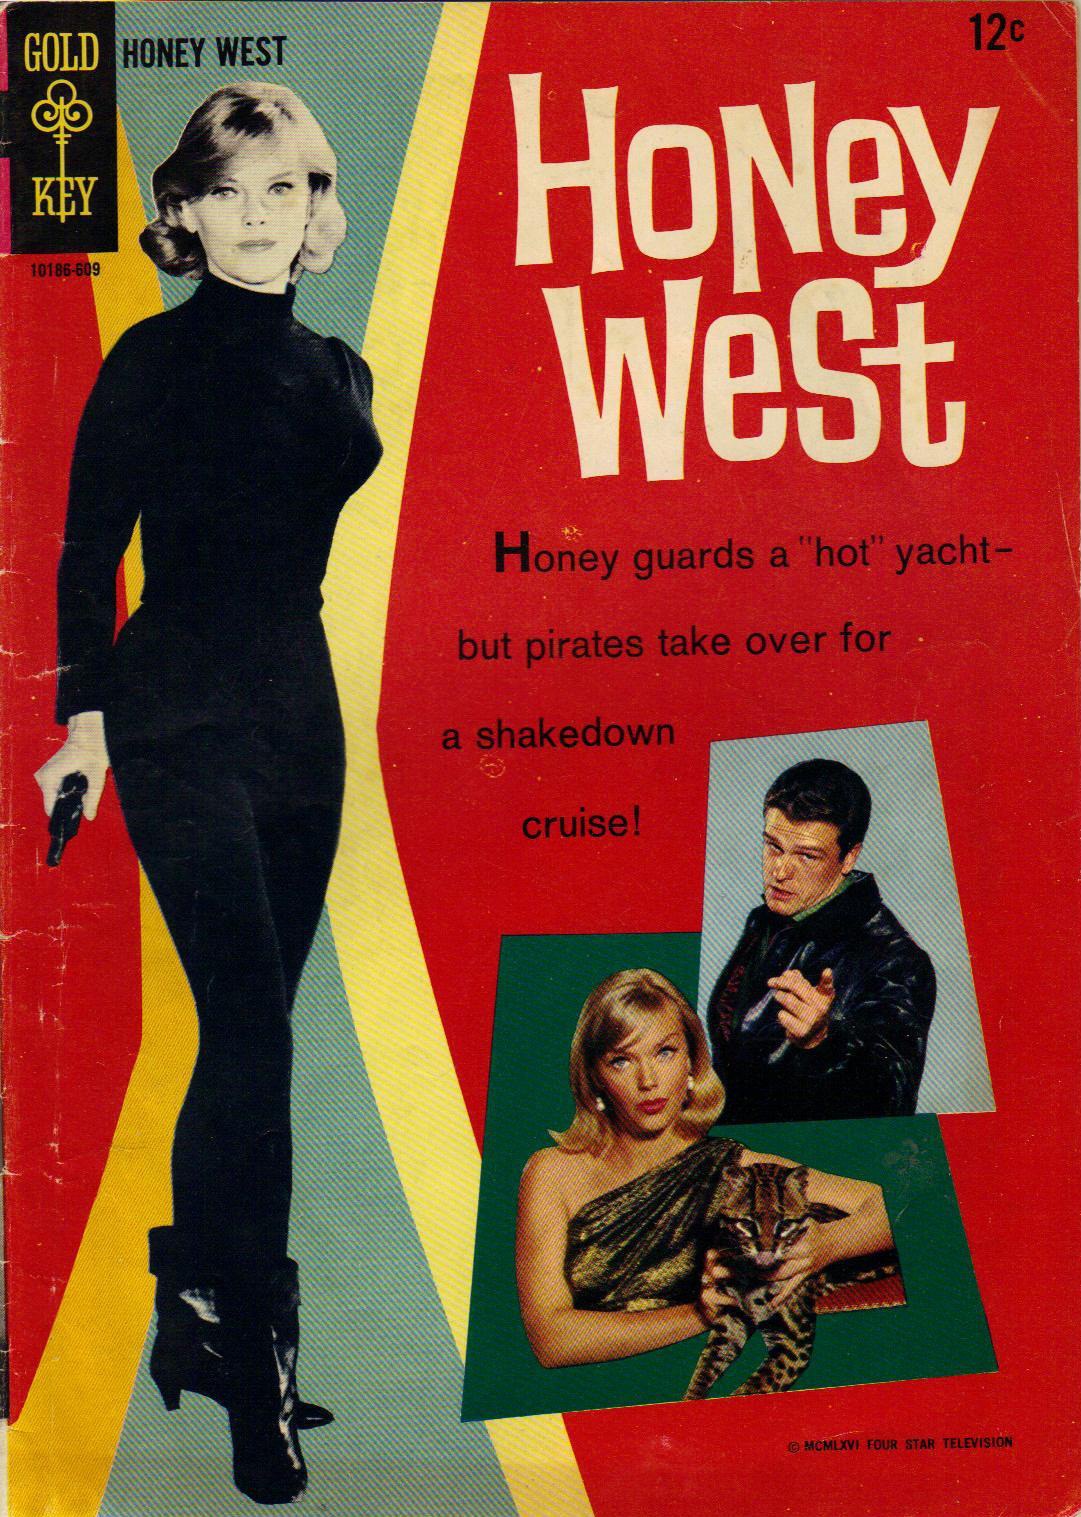 GOLD
KEY
HONEY WEST
12c
10186-609
HoNey
West
Honey guards a "hot" yacht–
but pirates take over for
a shakedown
cruise!
© MCMLXVI FOUR STAR TELEVISION